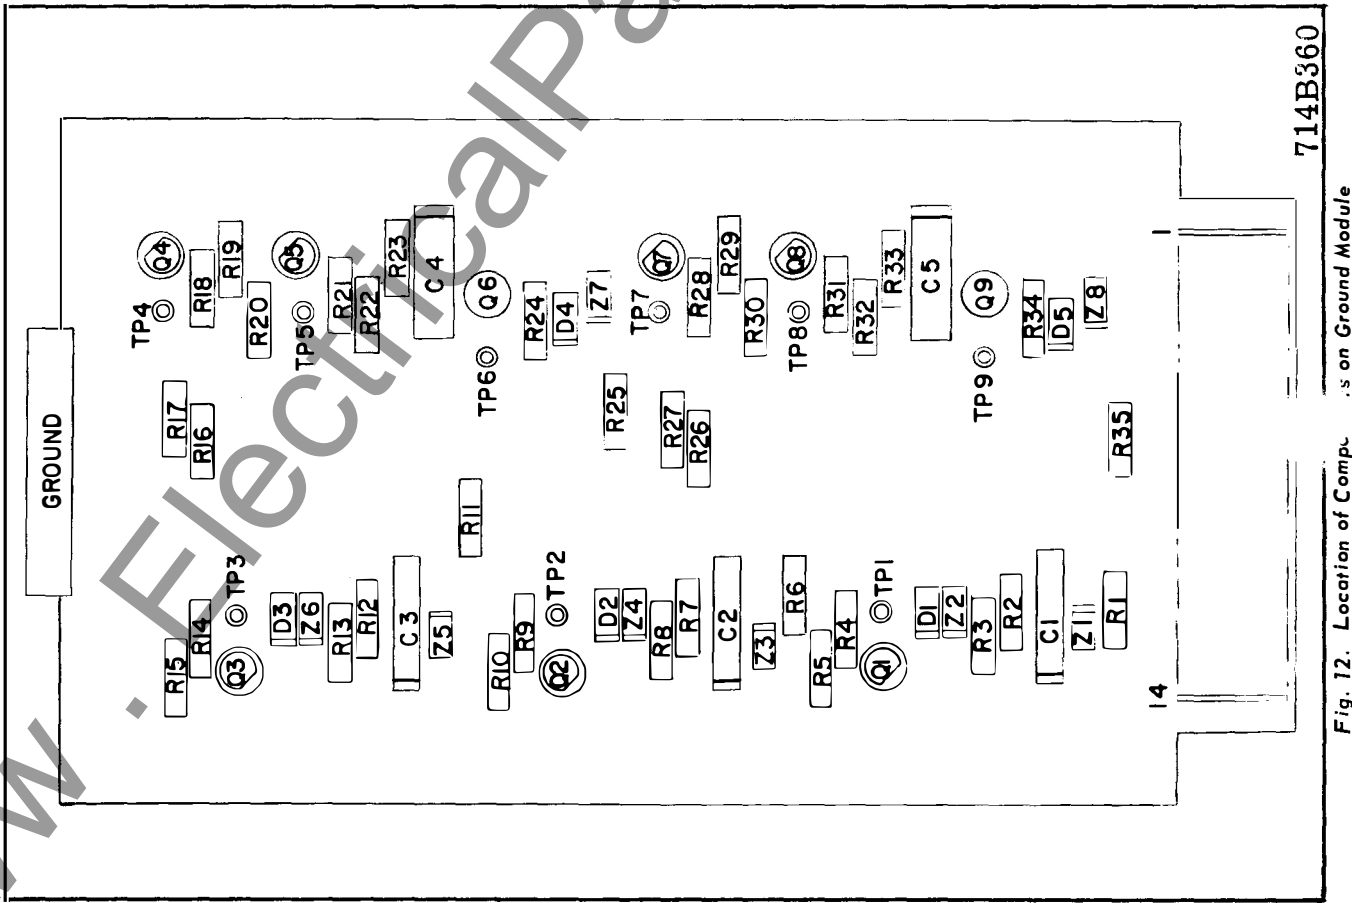 714B360
GROUND
TP4
Q4
R18
R19
R20
Q5
TP5
R21
R22
R23
C4
Q6
TP6
R24
D4
Z7
TP7
Q7
R28
R29
R30
Q8
TP8
R31
R32
R33
C5
Q9
TP9
R34
D5
Z8
1
R17
R16
R25
R27
R26
R35
R11
R15
R14
TP3
Q3
D3
Z6
R13
R12
C3
Z5
R10
R9
TP2
Q2
D2
Z4
R8
R7
C2
Z3
R6
R5
R4
TP1
Q1
D1
Z2
R3
R2
C1
Z1
R1
14
Fig. 12. Location of on Ground Module
w . ElectricalPa